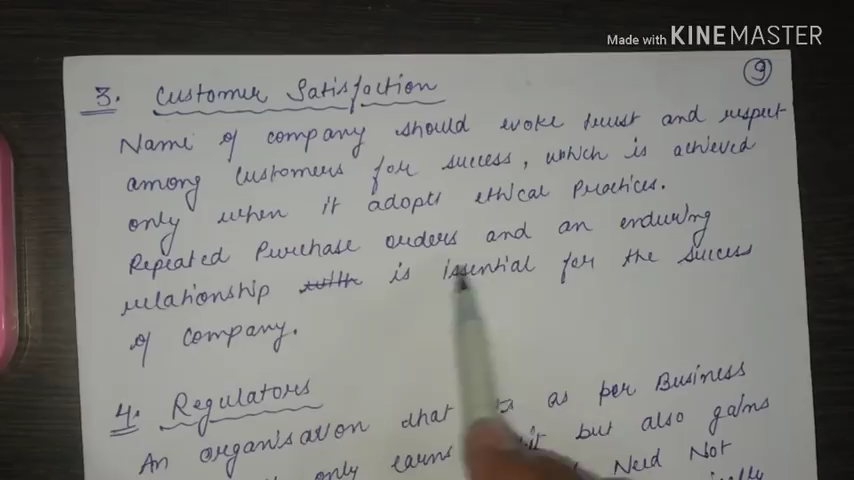 Made with KINEMASTER
9
3. Customer Satisfaction
Name of company should evoke trust and respect
among customers for success, which is achieved
only when it adopts ethical Practices.
Repeated Purchase orders and an enduring
relationship with is issential for the success
of company.
4. Regulators
An organisation that as per Business
only earns but also gains
Need Not